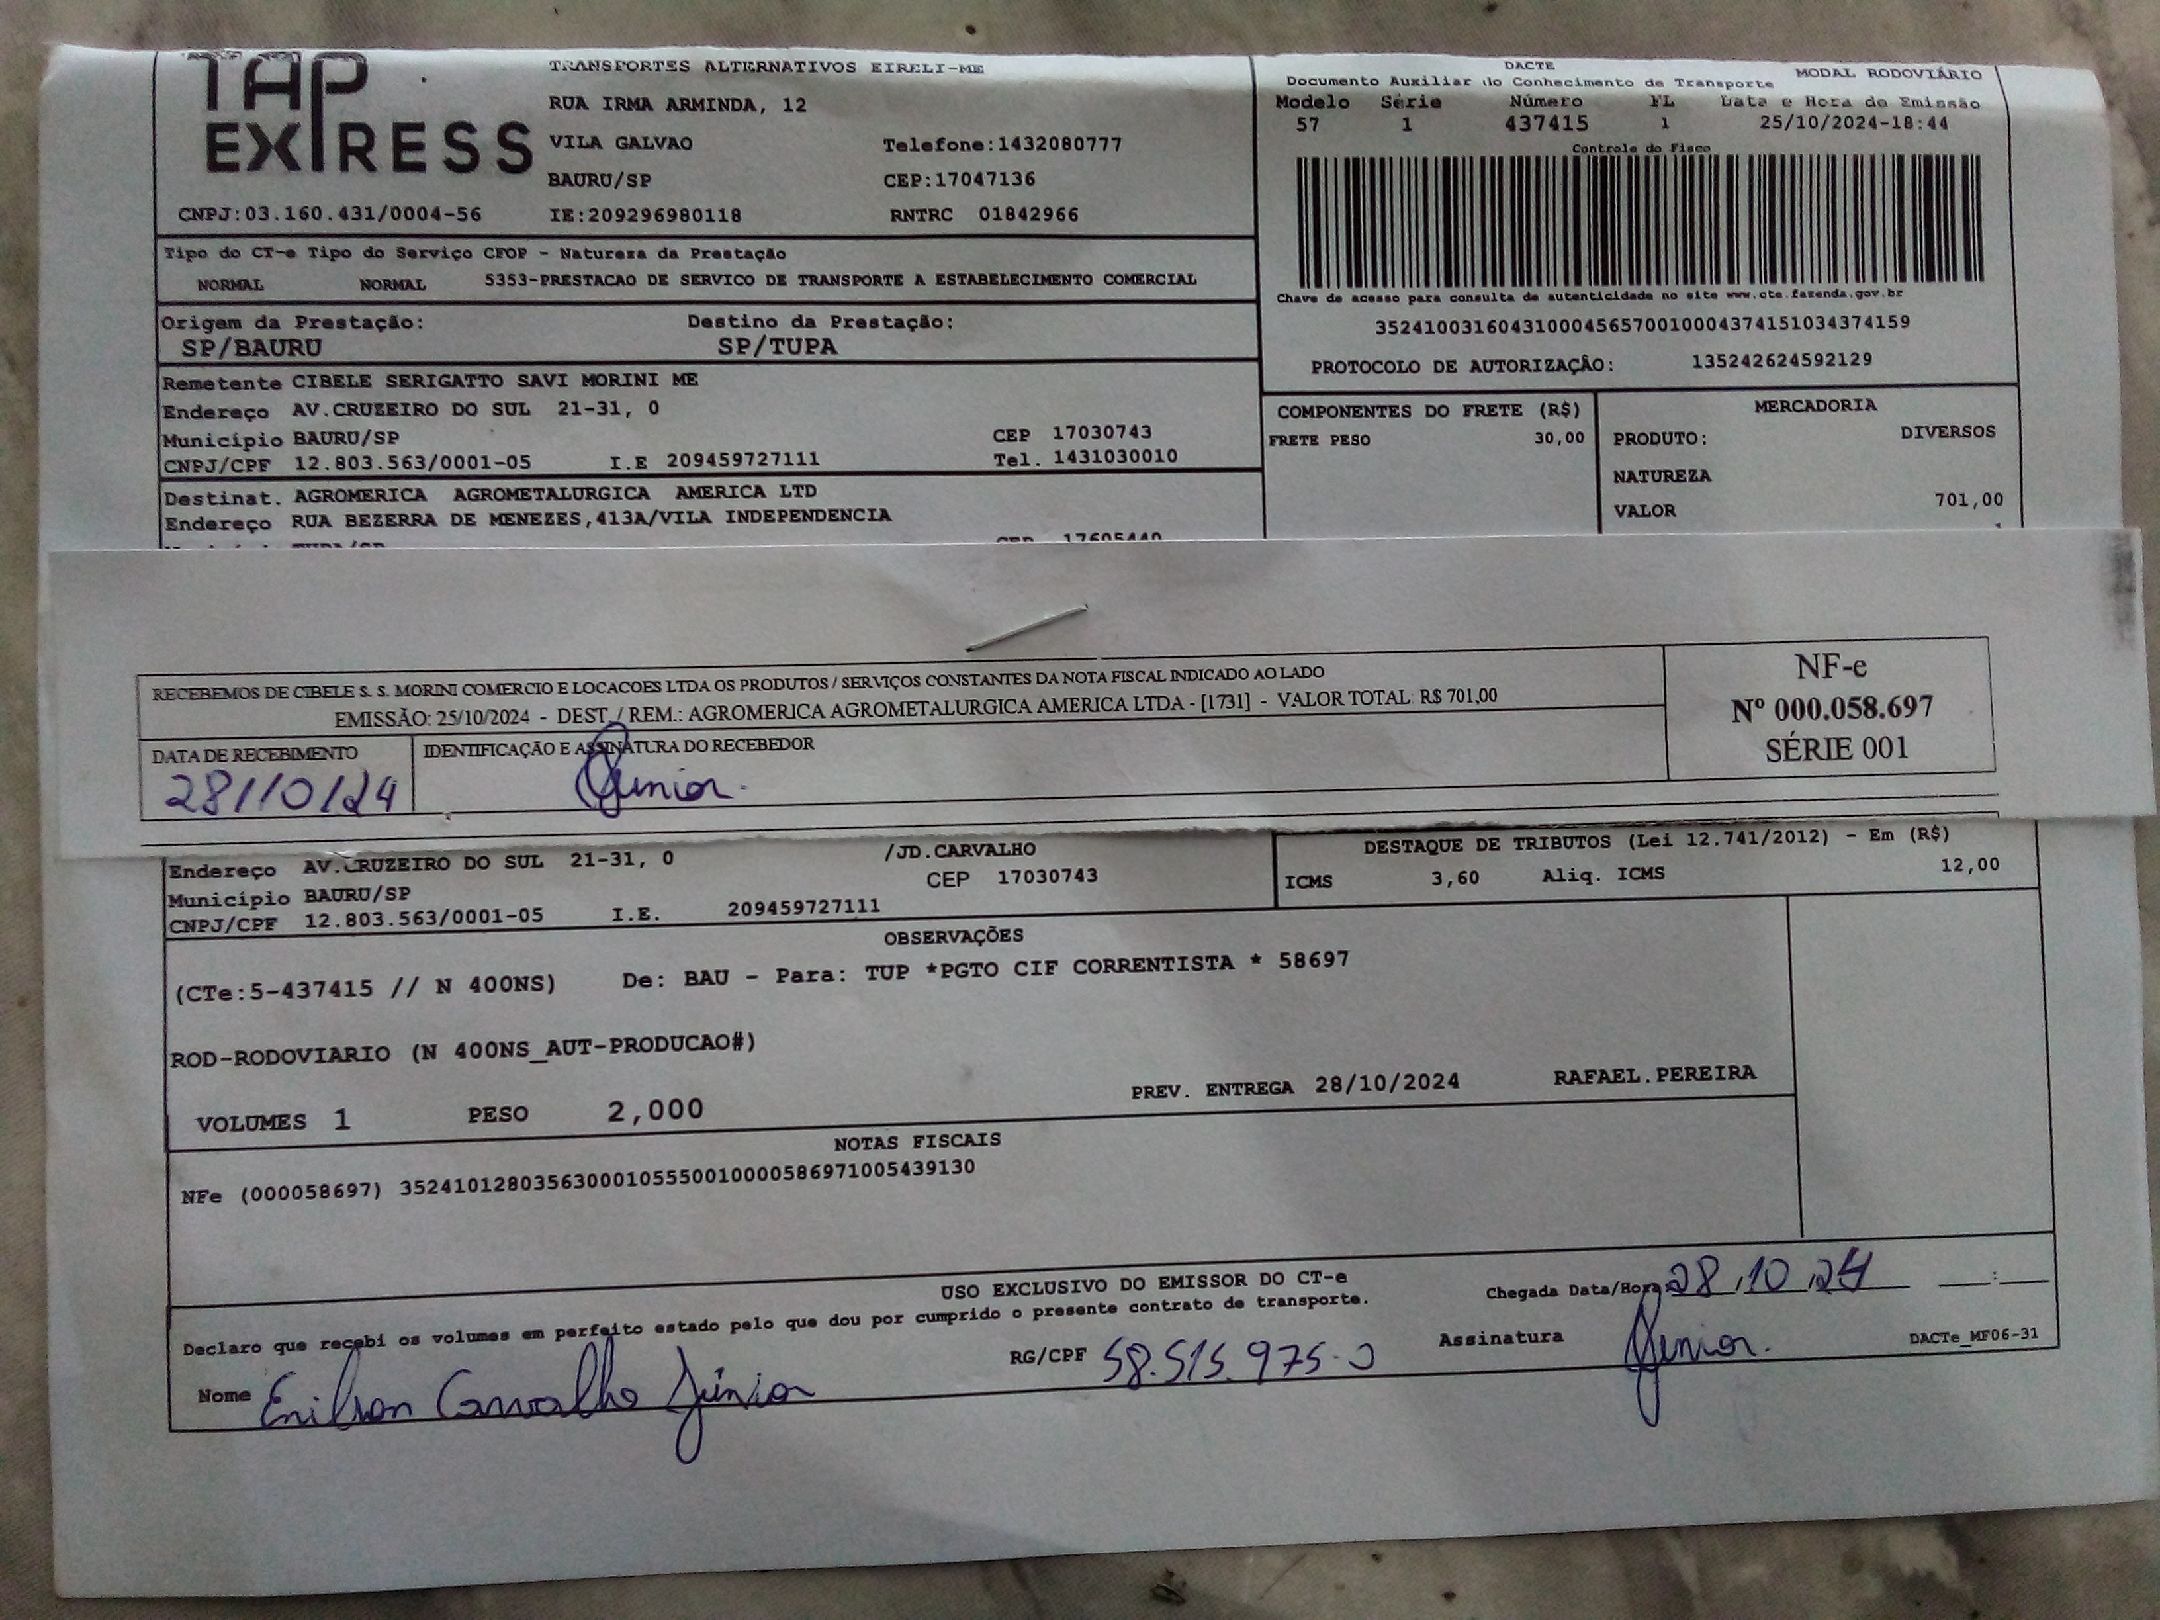 TAP EXPRESS
TRANSPORTES ALTERNATIVOS EIRELI-ME
RUA IRMA ARMINDA, 12
VILA GALVAO Telefone:1432080777
BAURU/SP CEP:17047136
CNPJ:03.160.431/0004-56 IE:209296980118 RNTRC 01842966
DACTE
Documento Auxiliar do Conhecimento de Transporte MODAL RODOVIÁRIO
Modelo Série Número FL Data e Hora de Emissão
57 1 437415 1 25/10/2024-18:44
Controle do Fisco
Chave de acesso para consulta de autenticidade no site www.cte.fazenda.gov.br
35241003160431000456570010004374151034374159
PROTOCOLO DE AUTORIZAÇÃO: 135242624592129
Tipo do CT-e Tipo do Serviço CFOP - Natureza da Prestação
NORMAL NORMAL 5353-PRESTACAO DE SERVICO DE TRANSPORTE A ESTABELECIMENTO COMERCIAL
Origem da Prestação: Destino da Prestação:
SP/BAURU SP/TUPA
Remetente CIBELE SERIGATTO SAVI MORINI ME
Endereço AV.CRUZEIRO DO SUL 21-31, 0
Município BAURU/SP CEP 17030743
CNPJ/CPF 12.803.563/0001-05 I.E 209459727111 Tel. 1431030010
COMPONENTES DO FRETE (R$)
FRETE PESO 30,00
MERCADORIA
PRODUTO: DIVERSOS
NATUREZA
VALOR 701,00
Destinat. AGROMERICA AGROMETALURGICA AMERICA LTD
Endereço RUA BEZERRA DE MENEZES,413A/VILA INDEPENDENCIA
TUPA/SP CEP 17605440
RECEBEMOS DE CIBELE S. S. MORINI COMERCIO E LOCACOES LTDA OS PRODUTOS / SERVIÇOS CONSTANTES DA NOTA FISCAL INDICADO AO LADO
EMISSÃO: 25/10/2024 - DEST. / REM.: AGROMERICA AGROMETALURGICA AMERICA LTDA - [1731] - VALOR TOTAL: R$ 701,00
DATA DE RECEBIMENTO IDENTIFICAÇÃO E ASSINATURA DO RECEBEDOR
28/10/24 Junior.
NF-e
Nº 000.058.697
SÉRIE 001
Endereço AV.CRUZEIRO DO SUL 21-31, 0 /JD.CARVALHO
Município BAURU/SP CEP 17030743
CNPJ/CPF 12.803.563/0001-05 I.E. 209459727111
DESTAQUE DE TRIBUTOS (Lei 12.741/2012) - Em (R$)
ICMS 3,60 Aliq. ICMS 12,00
OBSERVAÇÕES
(CTe:5-437415 // N 400NS) De: BAU - Para: TUP *PGTO CIF CORRENTISTA * 58697
ROD-RODOVIARIO (N 400NS_AUT-PRODUCAO#)
VOLUMES 1 PESO 2,000 PREV. ENTREGA 28/10/2024 RAFAEL.PEREIRA
NOTAS FISCAIS
NFe (000058697) 35241012803563000105550010000586971005439130
USO EXCLUSIVO DO EMISSOR DO CT-e
Declaro que recebi os volumes em perfeito estado pelo que dou por cumprido o presente contrato de transporte.
Chegada Data/Hora 28.10.24 __:__
Nome Enilson Carvalho Júnior RG/CPF 58.515.975-0 Assinatura Junior.
DACTe_MF06-31